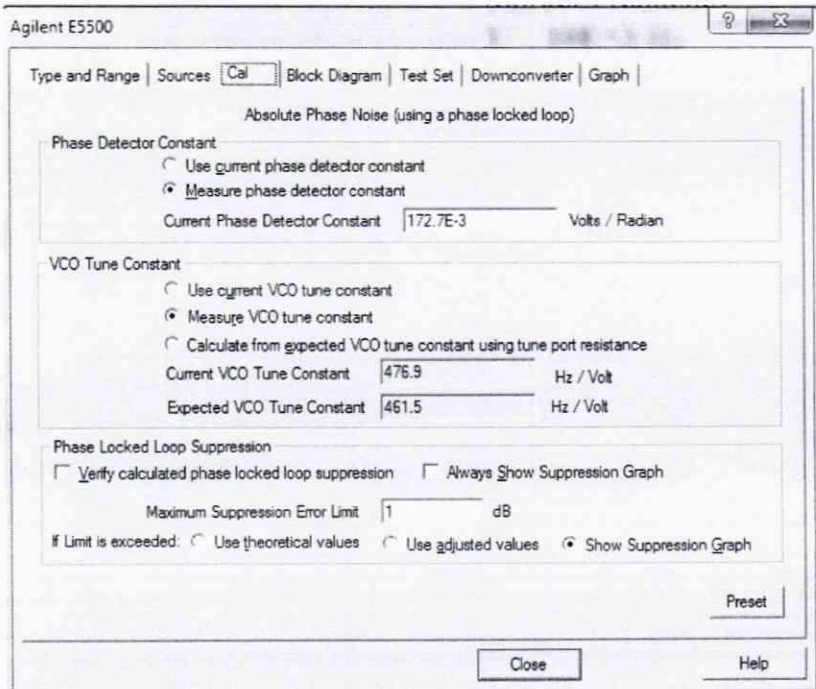 Agilent E5500
Type and Range Sources Cal Block Diagram Test Set Downconverter Graph
Absolute Phase Noise (using a phase locked loop)
Phase Detector Constant
Use current phase detector constant
Measure phase detector constant
Current Phase Detector Constant 172.7E-3 Volts / Radian
VCO Tune Constant
Use current VCO tune constant
Measure VCO tune constant
Calculate from expected VCO tune constant using tune port resistance
Current VCO Tune Constant 476.9 Hz / Volt
Expected VCO Tune Constant 461.5 Hz / Volt
Phase Locked Loop Suppression
Verify calculated phase locked loop suppression Always Show Suppression Graph
Maximum Suppression Error Limit 1 dB
If Limit is exceeded: Use theoretical values Use adjusted values Show Suppression Graph
Preset
Close Help